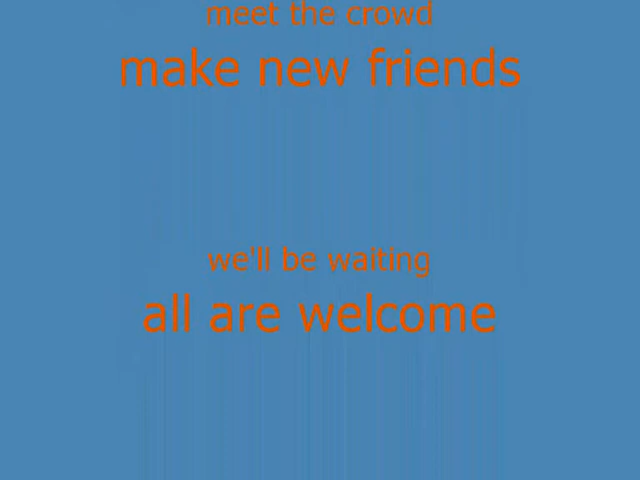 meet the crowd
make new friends
we'll be waiting
all are welcome